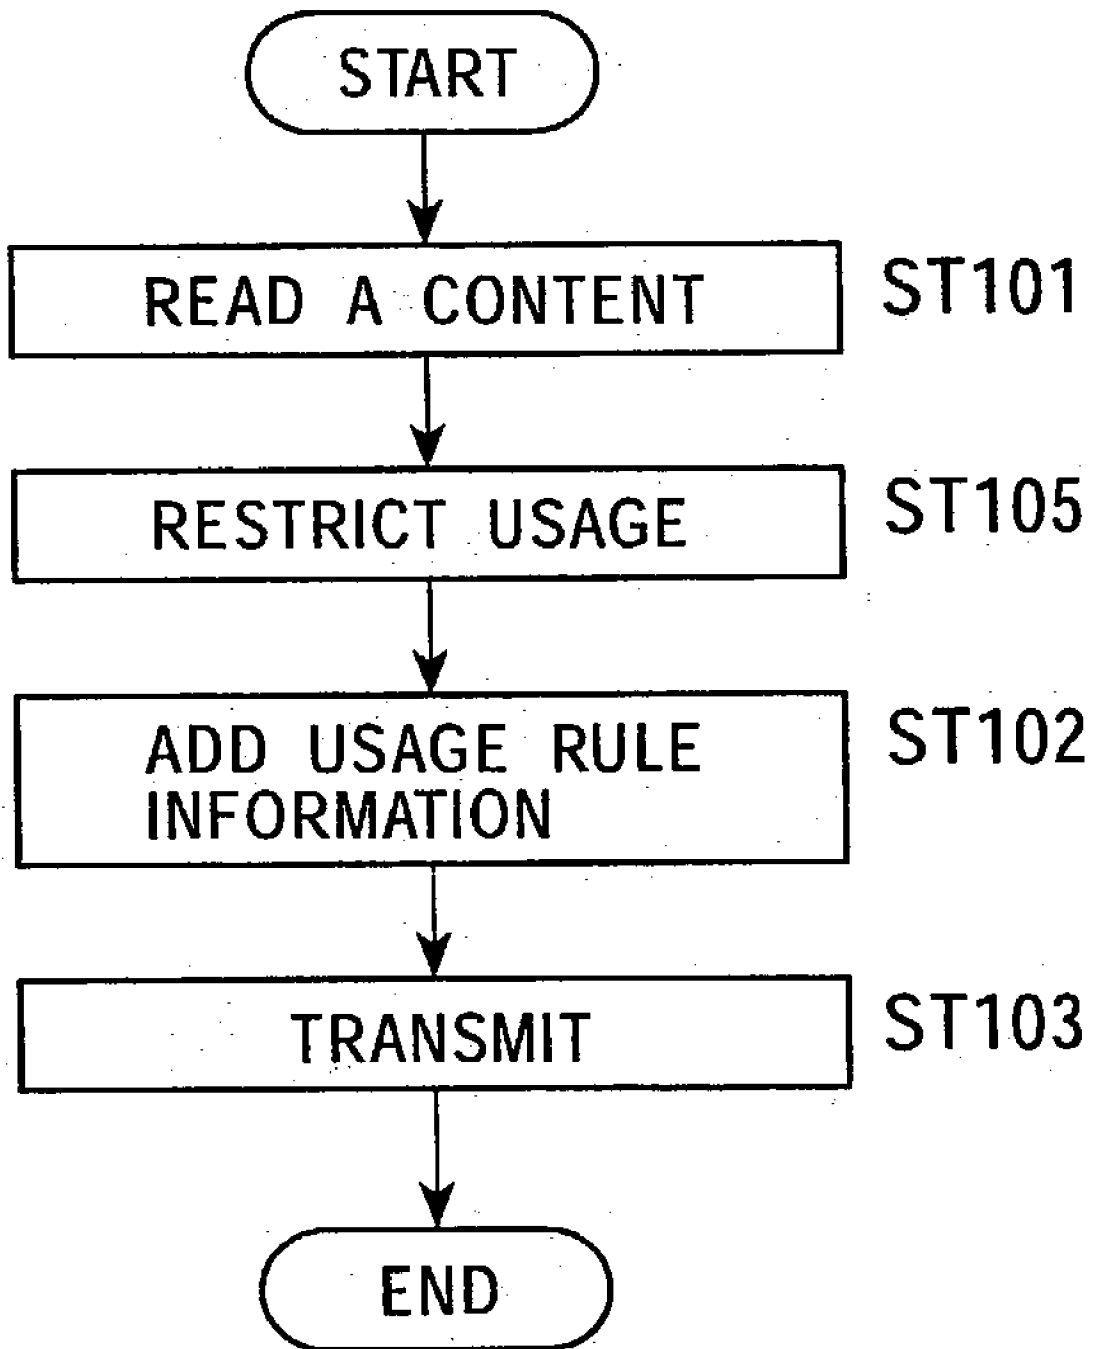 START
READ A CONTENT
ST101
RESTRICT USAGE
ST105
ADD USAGE RULE
INFORMATION
ST102
TRANSMIT
ST103
END